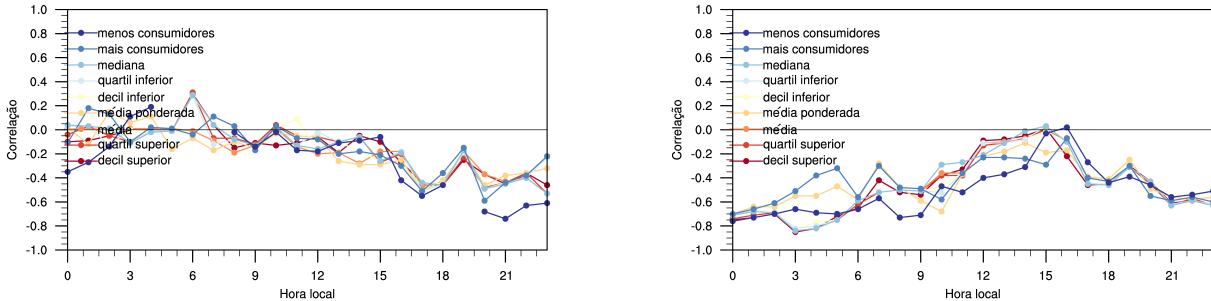 1.0
0.8
0.6
0.4
0.2
0.0
-0.2
-0.4
-0.6
-0.8
-1.0
Correlação
menos consumidores
mais consumidores
mediana
quartil inferior
decil inferior
média ponderada
média
quartil superior
decil superior
0 3 6 9 12 15 18 21
Hora local
1.0
0.8
0.6
0.4
0.2
0.0
-0.2
-0.4
-0.6
-0.8
-1.0
Correlação
menos consumidores
mais consumidores
mediana
quartil inferior
decil inferior
média ponderada
média
quartil superior
decil superior
0 3 6 9 12 15 18 21
Hora local